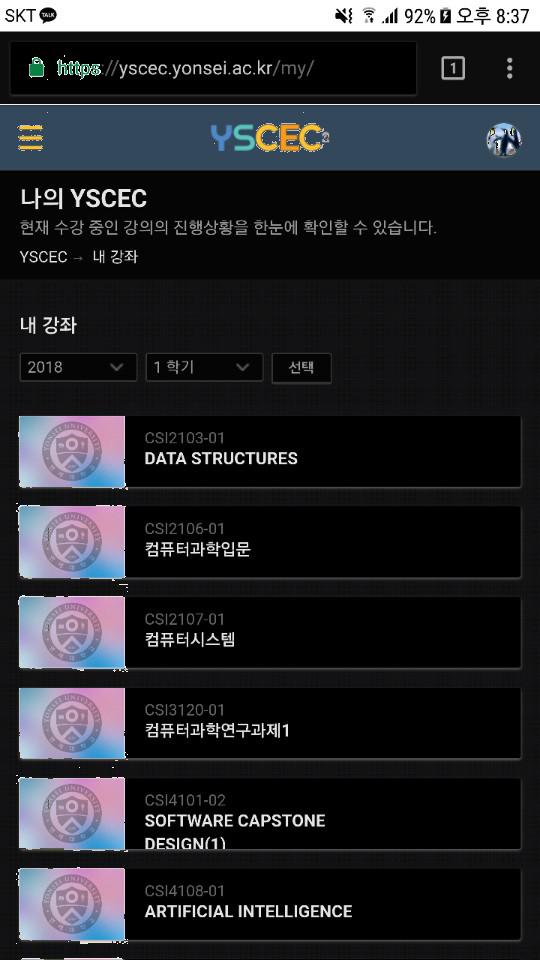 SKT TALK 92% 오후 8:37
https://yscec.yonsei.ac.kr/my/ 1
YSCEC
나의 YSCEC
현재 수강 중인 강의의 진행상황을 한눈에 확인할 수 있습니다.
YSCEC → 내 강좌
내 강좌
2018 1 학기 선택
CSI2103-01
DATA STRUCTURES
CSI2106-01
컴퓨터과학입문
CSI2107-01
컴퓨터시스템
CSI3120-01
컴퓨터과학연구과제1
CSI4101-02
SOFTWARE CAPSTONE
DESIGN(1)
CSI4108-01
ARTIFICIAL INTELLIGENCE